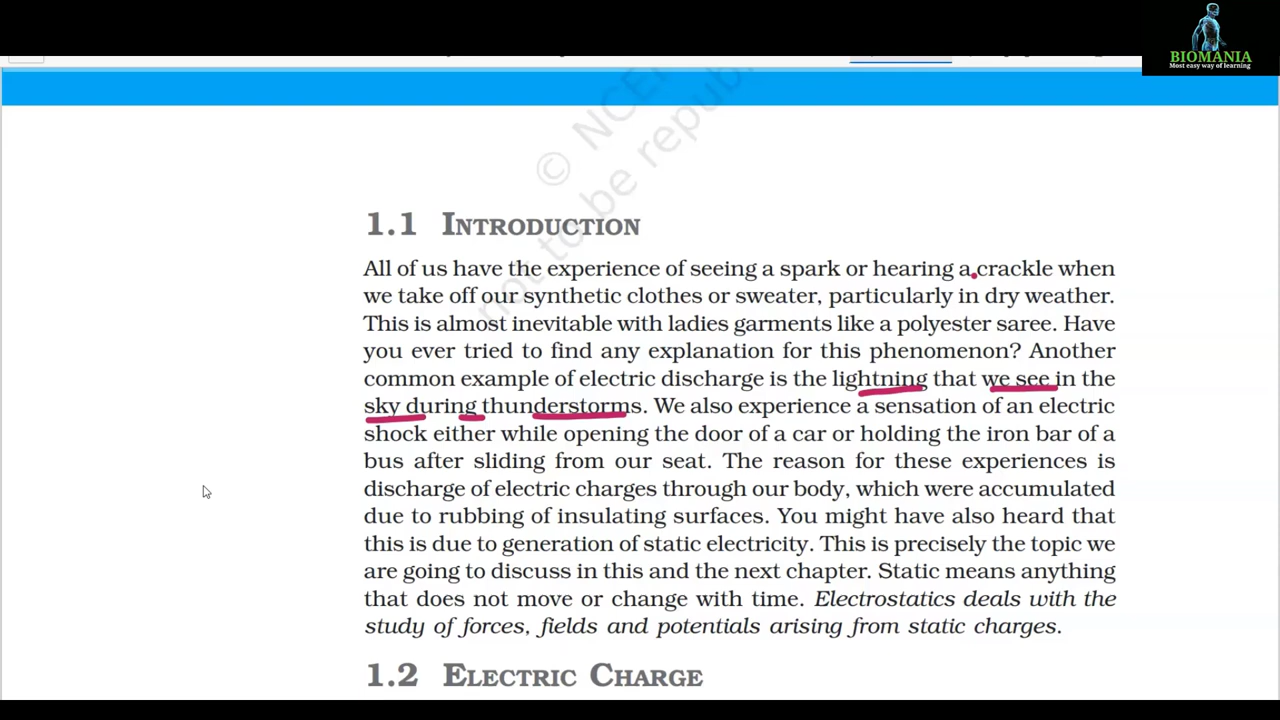 BIOMANIA
Most easy way of learning
© NCE
not to be repub
1.1 INTRODUCTION
All of us have the experience of seeing a spark or hearing a crackle when
we take off our synthetic clothes or sweater, particularly in dry weather.
This is almost inevitable with ladies garments like a polyester saree. Have
you ever tried to find any explanation for this phenomenon? Another
common example of electric discharge is the lightning that we see in the
sky during thunderstorms. We also experience a sensation of an electric
shock either while opening the door of a car or holding the iron bar of a
bus after sliding from our seat. The reason for these experiences is
discharge of electric charges through our body, which were accumulated
due to rubbing of insulating surfaces. You might have also heard that
this is due to generation of static electricity. This is precisely the topic we
are going to discuss in this and the next chapter. Static means anything
that does not move or change with time. Electrostatics deals with the
study of forces, fields and potentials arising from static charges.
1.2 ELECTRIC CHARGE